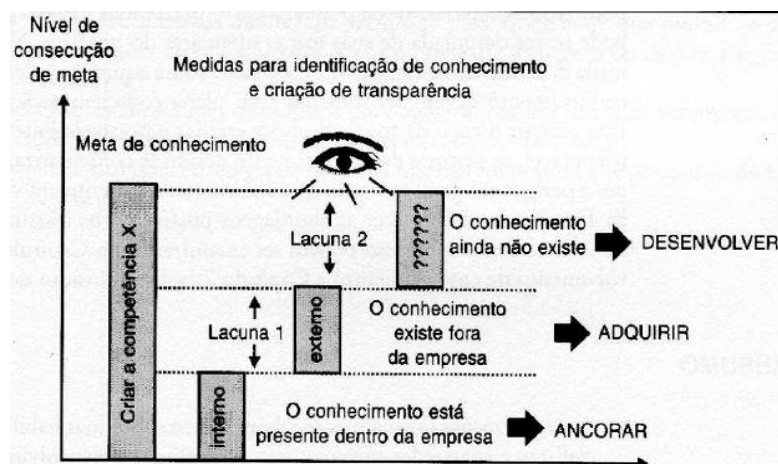 Nível de
consecução
de meta
Medidas para identificação de conhecimento
e criação de transparência
Meta de conhecimento
Criar a competência X
Lacuna 2
??????
O conhecimento
ainda não existe
DESENVOLVER
Lacuna 1
externo
O conhecimento
existe fora
da empresa
ADQUIRIR
interno
O conhecimento está
presente dentro da empresa
ANCORAR